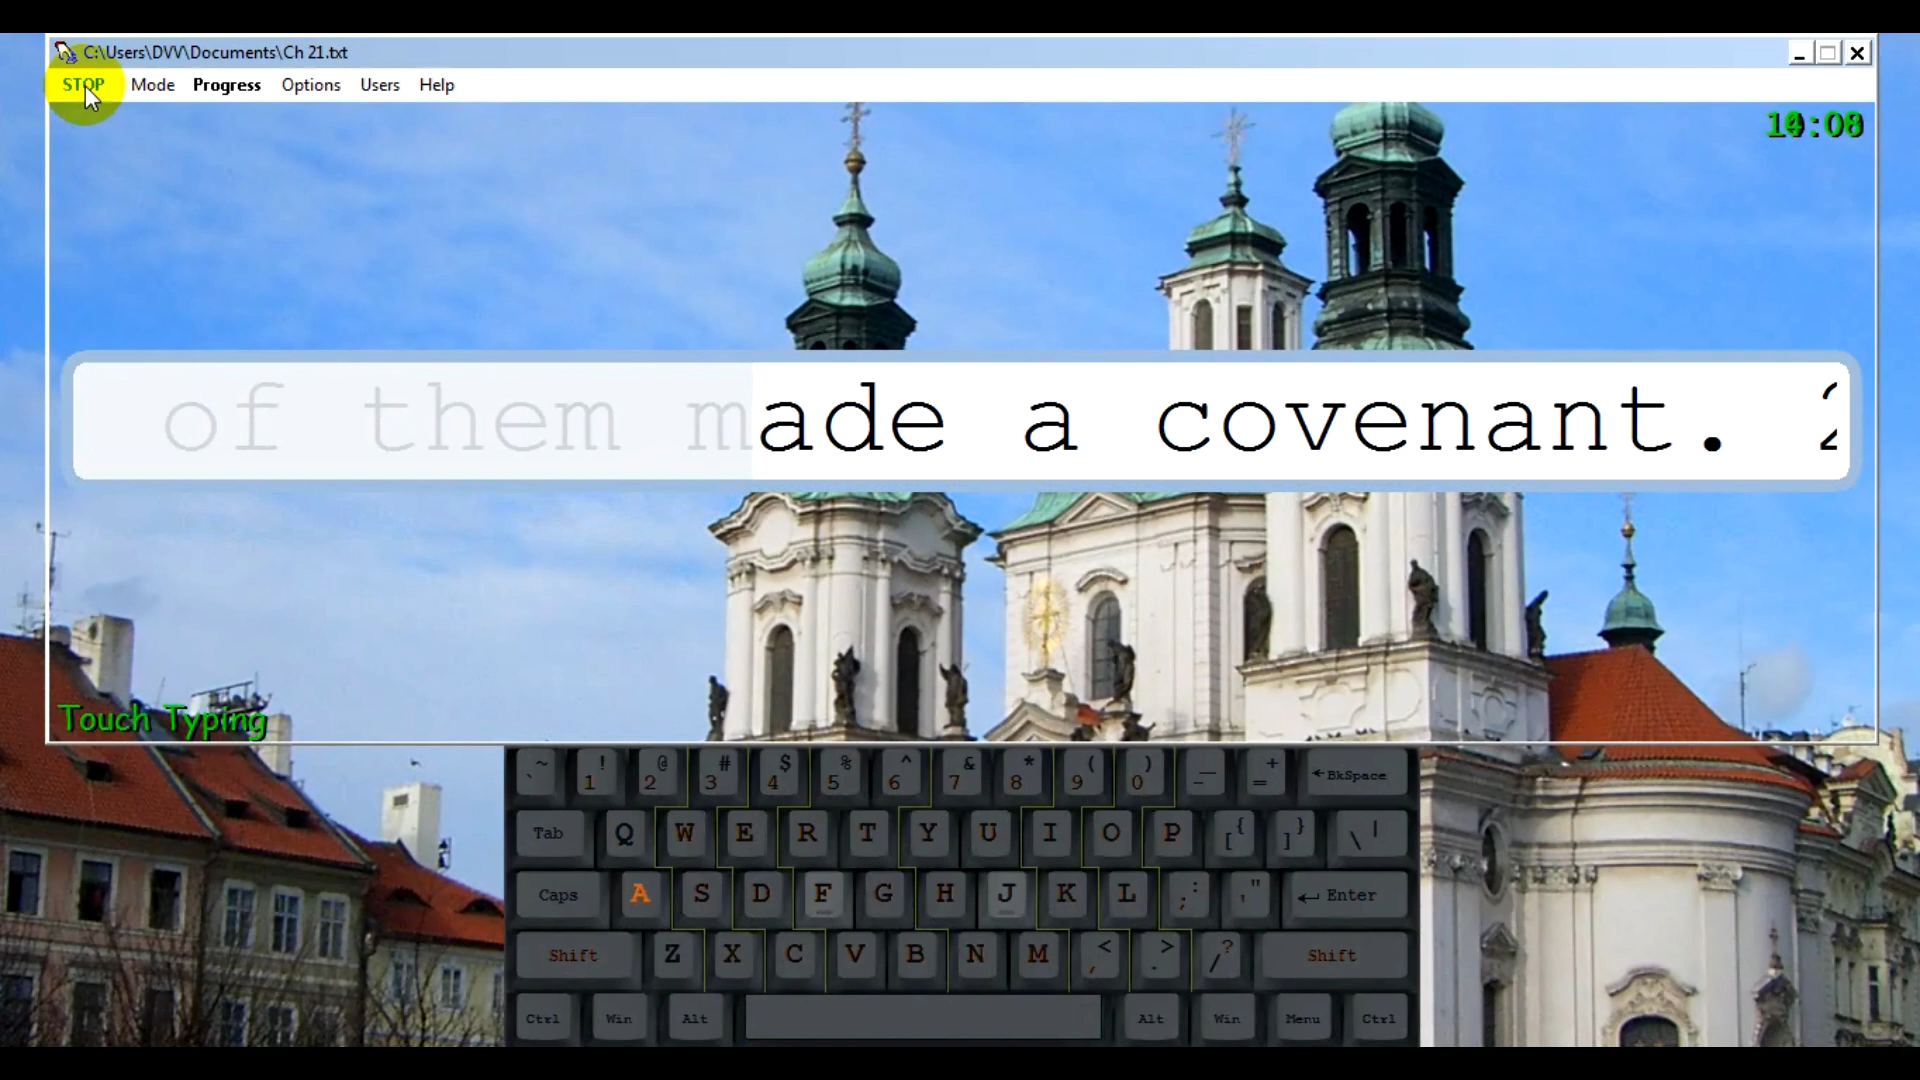 C:\Users\DVV\Documents\Ch 21.txt
STOP Mode Progress Options Users Help
of them made a covenant.
Touch Typing
` ~ ! 1 @ 2 # 3 $ 4 % 5 ^ 6 & 7 * 8 ( 9 ) 0 _ - + = ←BkSpace
Tab Q W E R T Y U I O P [ { ] } \ |
Caps A S D F G H J K L ; : ' " ↵ Enter
Shift Z X C V B N M , < . > / ? Shift
Ctrl Win Alt Alt Win Menu Ctrl